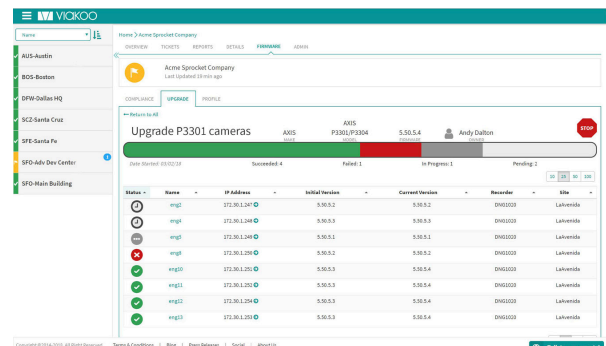 VIAKOO
Name
Home > Acme Sprocket Company
OVERVIEW TICKETS REPORTS DETAILS FIRMWARE ADMIN
AUS-Austin
BOS-Boston
DFW-Dallas HQ
SCZ-Santa Cruz
SFE-Santa Fe
SFO-Adv Dev Center
SFO-Main Building
Acme Sprocket Company
Last Updated 19 min ago
COMPLIANCE UPGRADE PROFILE
Return to All
Upgrade P3301 cameras
AXIS
MAKE
AXIS
P3301/P3304
MODEL
5.50.5.4
FIRMWARE
Andy Dalton
OWNER
STOP
Date Started: 03/02/19 Succeeded: 4 Failed: 1 In Progress: 1 Pending: 2
10 25 50 100
Status Name IP Address Initial Version Current Version Recorder Site
eng2 172.30.1.247 5.50.5.2 5.50.5.2 DNG1020 LaAvenida
eng4 172.30.1.248 5.50.5.3 5.50.5.3 DNG1020 LaAvenida
eng5 172.30.1.249 5.50.5.1 5.50.5.1 DNG1020 LaAvenida
eng8 172.30.1.250 5.50.5.2 5.50.5.2 DNG1020 LaAvenida
eng10 172.30.1.251 5.50.5.3 5.50.5.4 DNG1020 LaAvenida
eng11 172.30.1.252 5.50.5.3 5.50.5.4 DNG1020 LaAvenida
eng12 172.30.1.254 5.50.5.3 5.50.5.4 DNG1020 LaAvenida
eng13 172.30.1.253 5.50.5.3 5.50.5.4 DNG1020 LaAvenida
Terms & Conditions | Blog | Press Releases | Social | About Us